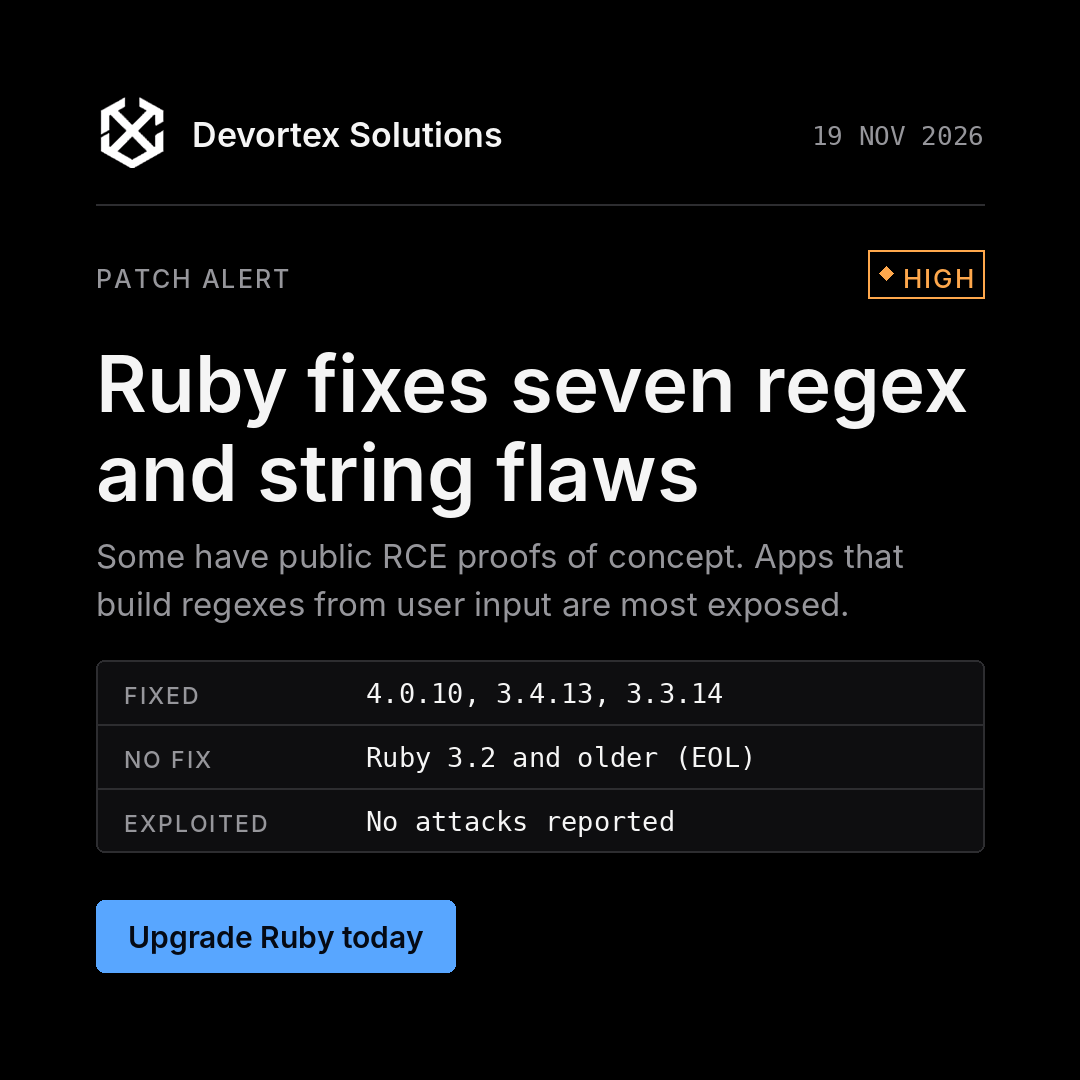 Devortex Solutions
19 NOV 2026
PATCH ALERT
HIGH
Ruby fixes seven regex
and string flaws
Some have public RCE proofs of concept. Apps that
build regexes from user input are most exposed.
FIXED 4.0.10, 3.4.13, 3.3.14
NO FIX Ruby 3.2 and older (EOL)
EXPLOITED No attacks reported
Upgrade Ruby today